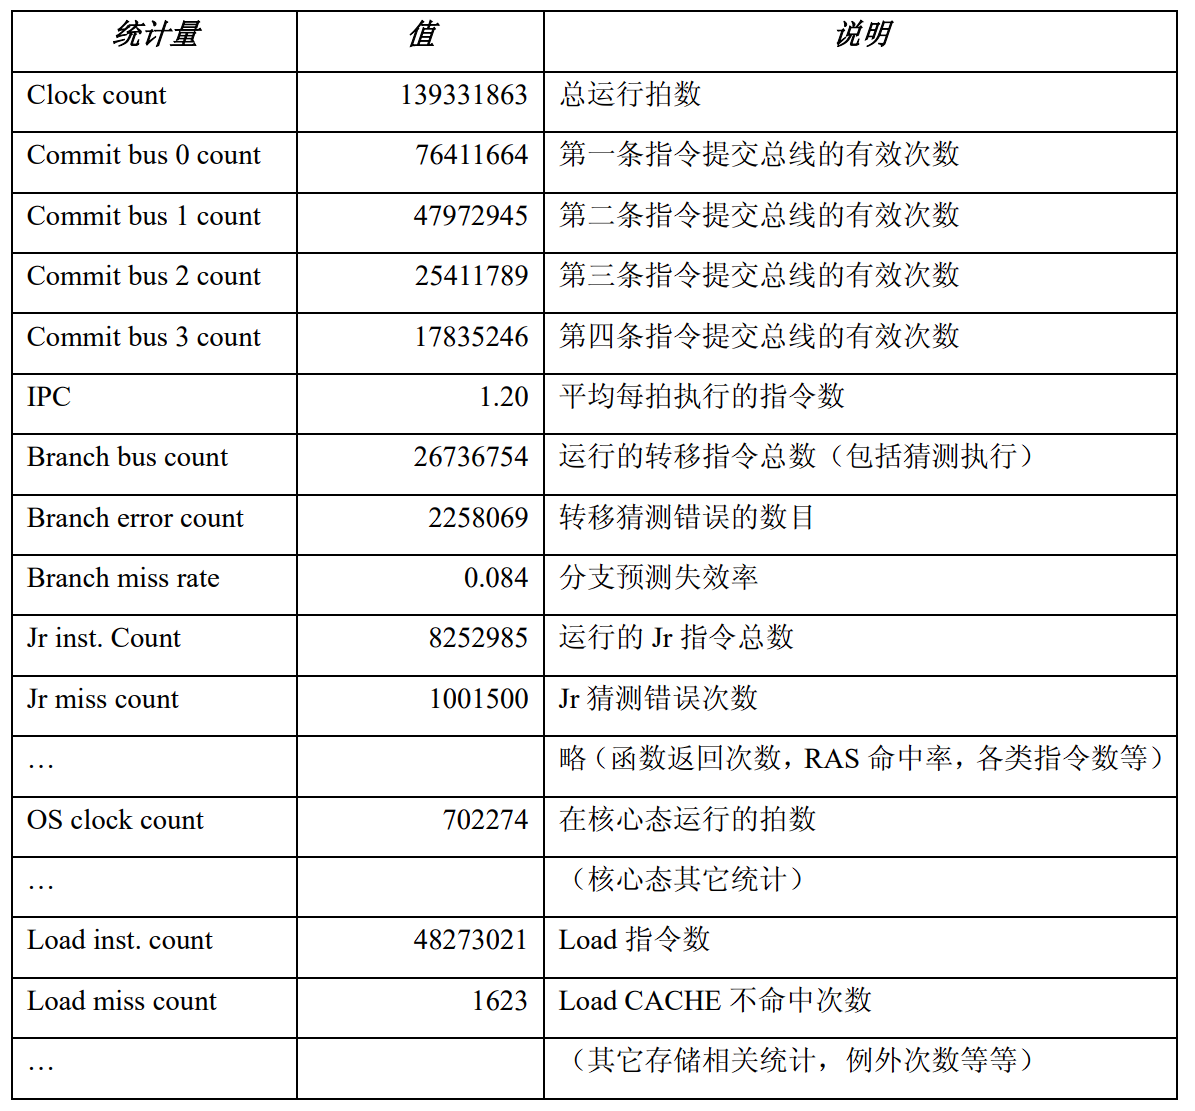 统计量 值 说明
Clock count 139331863 总运行拍数
Commit bus 0 count 76411664 第一条指令提交总线的有效次数
Commit bus 1 count 47972945 第二条指令提交总线的有效次数
Commit bus 2 count 25411789 第三条指令提交总线的有效次数
Commit bus 3 count 17835246 第四条指令提交总线的有效次数
IPC 1.20 平均每拍执行的指令数
Branch bus count 26736754 运行的转移指令总数（包括猜测执行）
Branch error count 2258069 转移猜测错误的数目
Branch miss rate 0.084 分支预测失效率
Jr inst. Count 8252985 运行的 Jr 指令总数
Jr miss count 1001500 Jr 猜测错误次数
… 略（函数返回次数，RAS 命中率，各类指令数等）
OS clock count 702274 在核心态运行的拍数
… （核心态其它统计）
Load inst. count 48273021 Load 指令数
Load miss count 1623 Load CACHE 不命中次数
… （其它存储相关统计，例外次数等等）